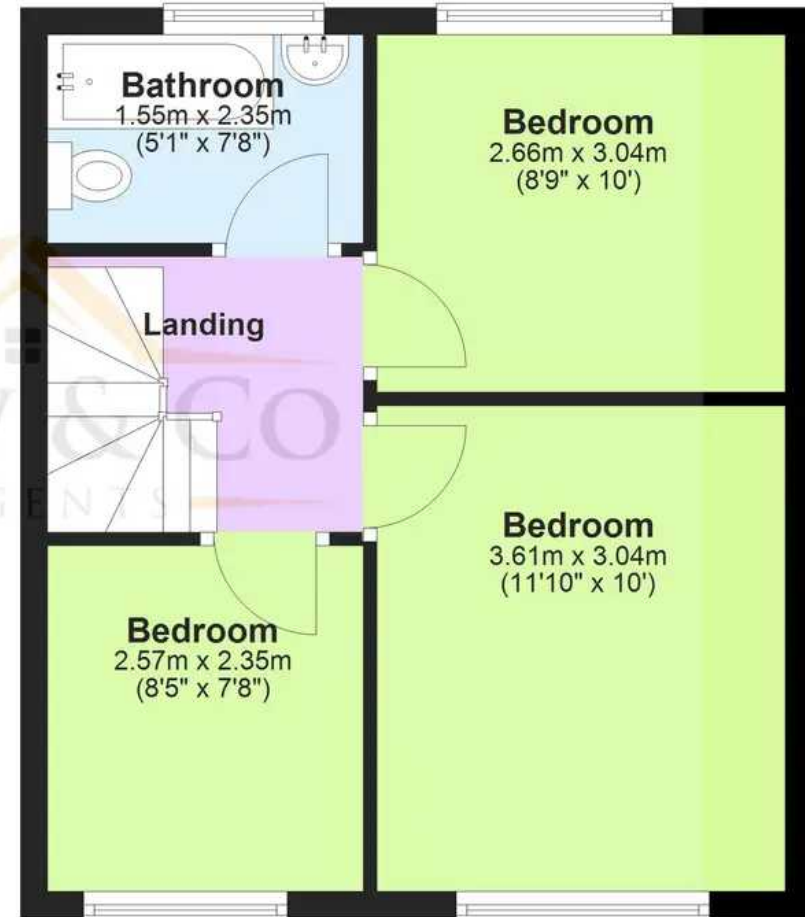 Bathroom
1.55m x 2.35m
(5'1" x 7'8")
Bedroom
2.66m x 3.04m
(8'9" x 10')
Landing
& Co
Bedroom
3.61m x 3.04m
(11'10" x 10')
Bedroom
2.57m x 2.35m
(8'5" x 7'8")